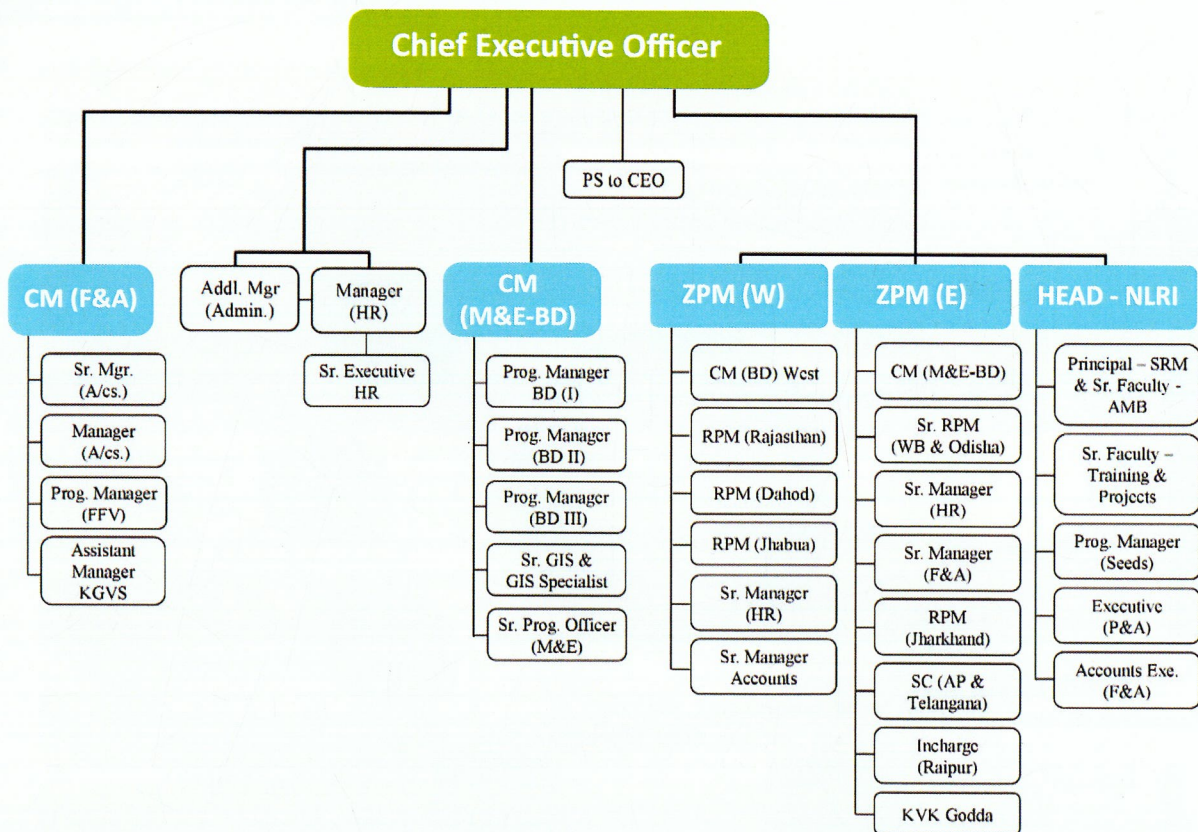 Chief Executive Officer
PS to CEO
CM (F&A)
Sr. Mgr.
(A/cs.)
Manager
(A/cs.)
Prog. Manager
(FFV)
Assistant
Manager
KGVS
Addl. Mgr
(Admin.)
Manager
(HR)
Sr. Executive
HR
CM
(M&E-BD)
Prog. Manager
BD (I)
Prog. Manager
(BD II)
Prog. Manager
(BD III)
Sr. GIS &
GIS Specialist
Sr. Prog. Officer
(M&E)
ZPM (W)
CM (BD) West
RPM (Rajasthan)
RPM (Dahod)
RPM (Jhabua)
Sr. Manager
(HR)
Sr. Manager
Accounts
ZPM (E)
CM (M&E-BD)
Sr. RPM
(WB & Odisha)
Sr. Manager
(HR)
Sr. Manager
(F&A)
RPM
(Jharkhand)
SC (AP &
Telangana)
Incharge
(Raipur)
KVK Godda
HEAD - NLRI
Principal – SRM
& Sr. Faculty -
AMB
Sr. Faculty –
Training &
Projects
Prog. Manager
(Seeds)
Executive
(P&A)
Accounts Exe.
(F&A)